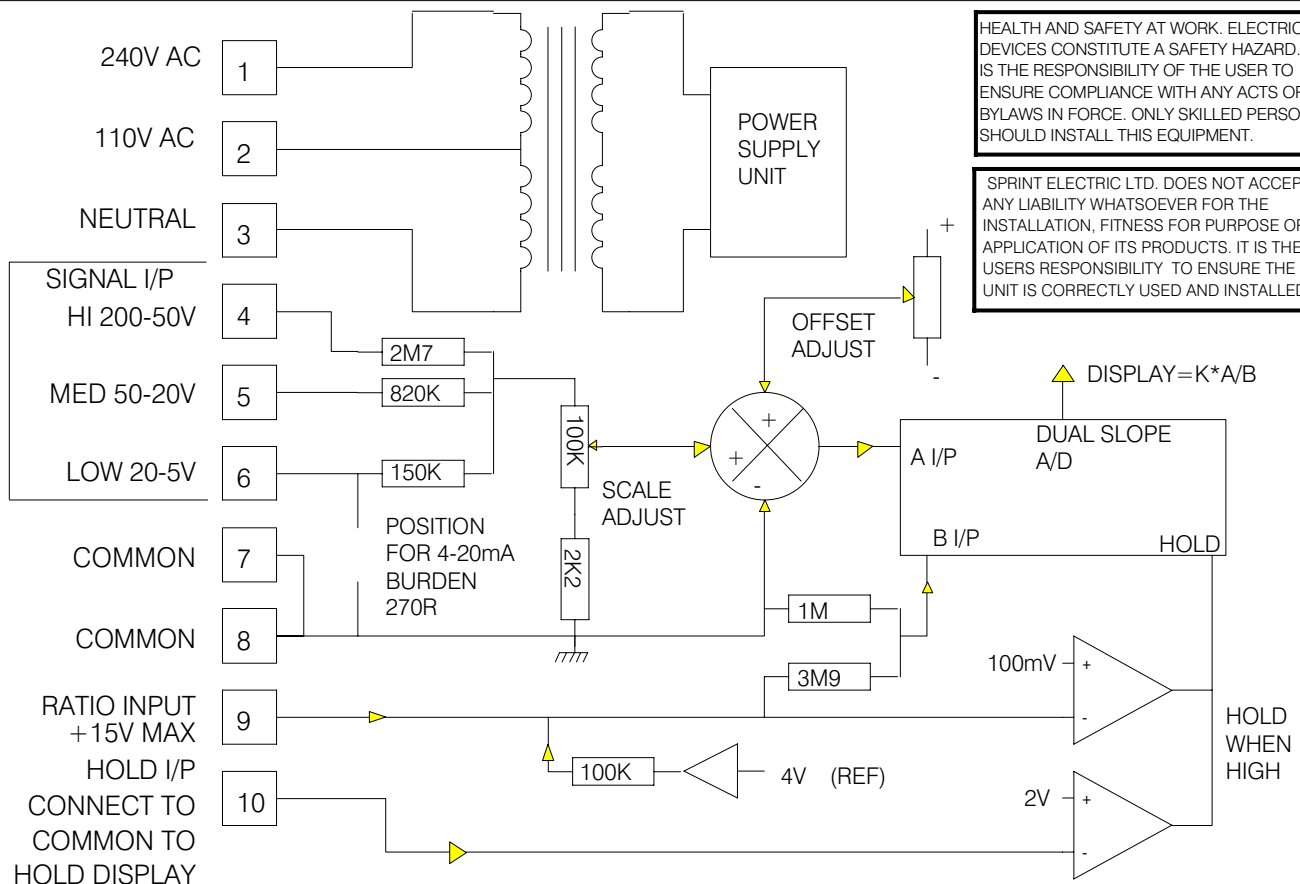 240V AC
1
110V AC
2
NEUTRAL
3
SIGNAL I/P
HI 200-50V
4
MED 50-20V
5
LOW 20-5V
6
COMMON
7
COMMON
8
RATIO INPUT
+15V MAX
9
HOLD I/P
CONNECT TO
COMMON TO
HOLD DISPLAY
10
POWER
SUPPLY
UNIT
HEALTH AND SAFETY AT WORK. ELECTRIC
DEVICES CONSTITUTE A SAFETY HAZARD.
IS THE RESPONSIBILITY OF THE USER TO
ENSURE COMPLIANCE WITH ANY ACTS OR
BYLAWS IN FORCE. ONLY SKILLED PERSO
SHOULD INSTALL THIS EQUIPMENT.
SPRINT ELECTRIC LTD. DOES NOT ACCEP
ANY LIABILITY WHATSOEVER FOR THE
INSTALLATION, FITNESS FOR PURPOSE OR
APPLICATION OF ITS PRODUCTS. IT IS THE
USERS RESPONSIBILITY TO ENSURE THE
UNIT IS CORRECTLY USED AND INSTALLED
+
-
OFFSET
ADJUST
2M7
820K
150K
100K
SCALE
ADJUST
2K2
POSITION
FOR 4-20mA
BURDEN
270R
+
+
-
DISPLAY=K*A/B
DUAL SLOPE
A/D
A I/P
B I/P
HOLD
1M
3M9
100mV
+
-
HOLD
WHEN
HIGH
100K
4V (REF)
2V
+
-